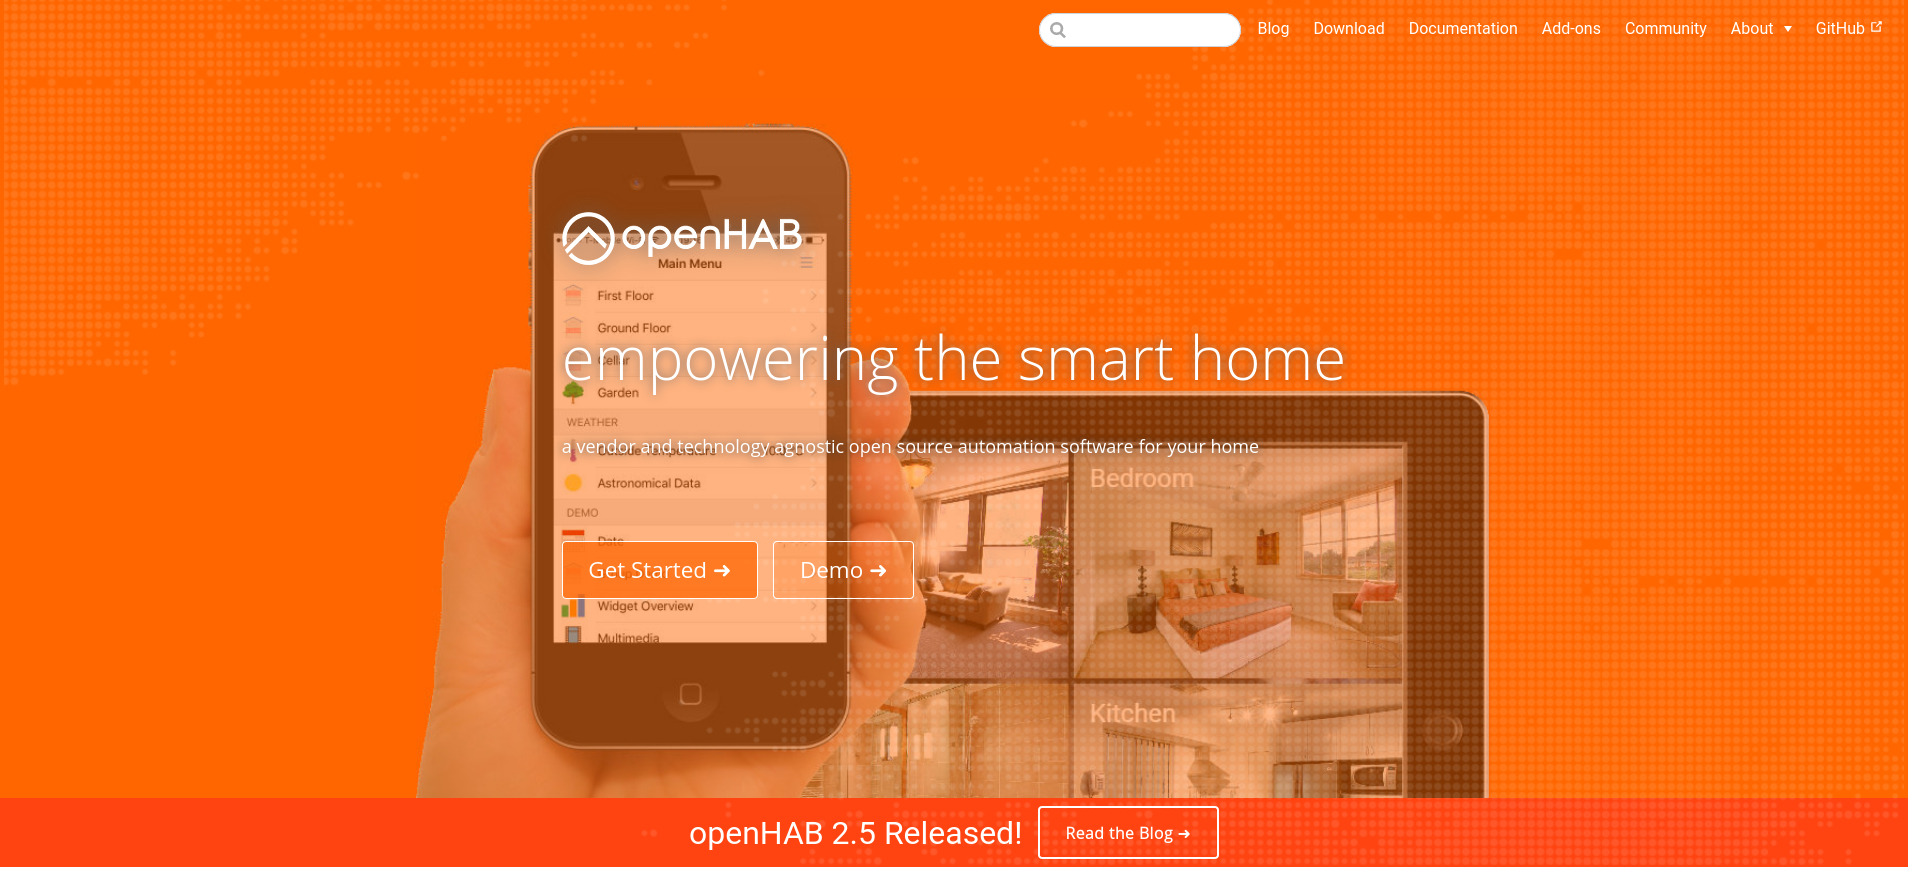 Blog Download Documentation Add-ons Community About GitHub
openHAB
Main Menu
First Floor
Ground Floor
Cellar
empowering the smart home
Garden
WEATHER
a vendor and technology agnostic open source automation software for your home
Outside Temperature
Bedroom
Astronomical Data
DEMO
Date
Get Started ➜
Demo ➜
Widget Overview
Multimedia
Kitchen
openHAB 2.5 Released!
Read the Blog ➜